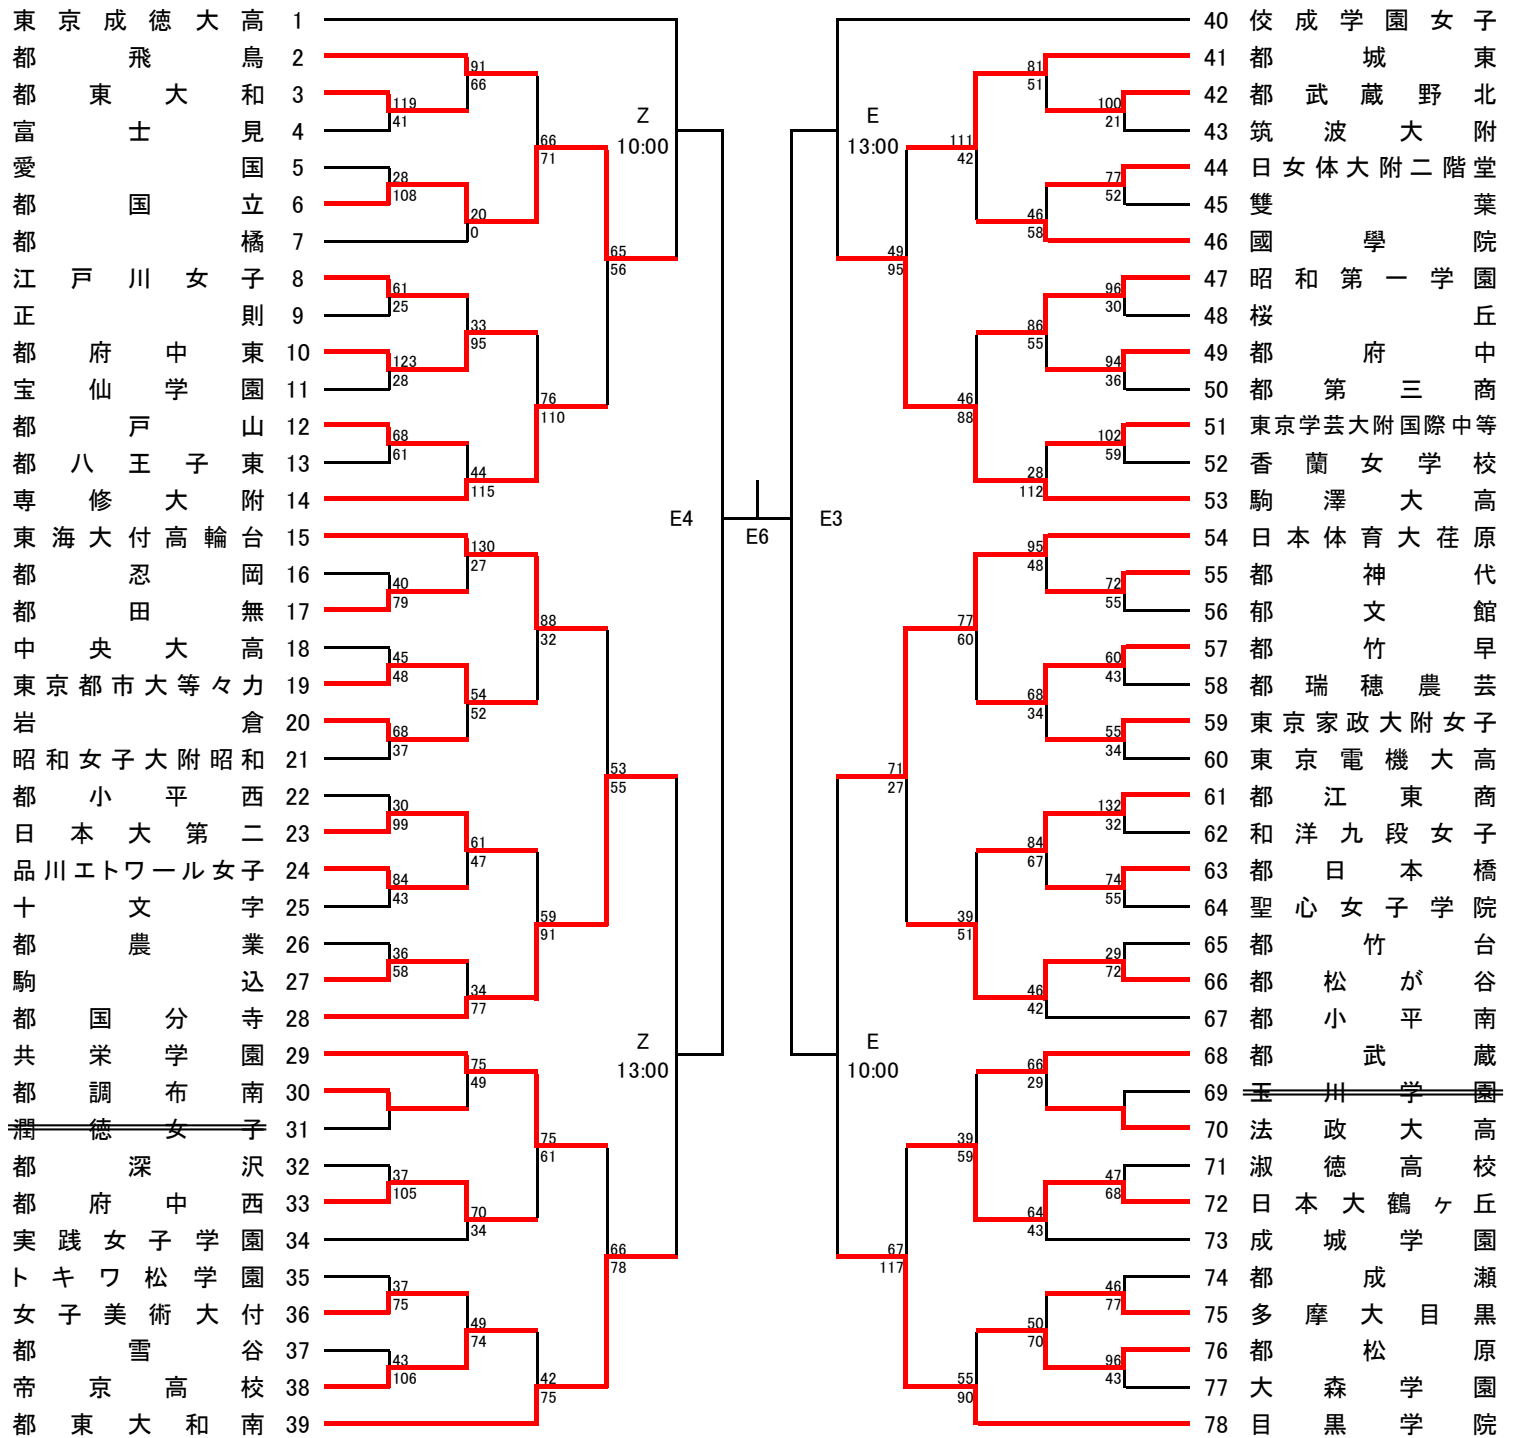 東京成徳大高 1
都飛鳥 2
91
66
都東大和 3
119
41
富士見 4
66
71
Z
10:00
愛国 5
28
108
都国立 6
20
0
都橘 7
65
56
江戸川女子 8
61
25
正則 9
33
95
都府中東 10
123
28
宝仙学園 11
76
110
都戸山 12
68
61
都八王子東 13
44
115
専修大附 14
東海大付高輪台 15
130
27
都忍岡 16
40
79
都田無 17
88
32
中央大高 18
45
48
東京都市大等々力 19
54
52
岩倉 20
68
37
昭和女子大附昭和 21
53
55
都小平西 22
30
99
日本大第二 23
61
47
品川エトワール女子 24
84
43
十文字 25
59
91
都農業 26
36
58
駒込 27
34
77
都国分寺 28
Z
13:00
共栄学園 29
75
49
都調布南 30
潤徳女子 31
75
61
都深沢 32
37
105
都府中西 33
70
34
実践女子学園 34
66
78
トキワ松学園 35
37
75
女子美術大付 36
49
74
都雪谷 37
43
106
帝京高校 38
42
75
都東大和南 39
E4
E6
E3
40 佼成学園女子
41 都城東
81
51
42 都武蔵野北
100
21
43 筑波大附
E
13:00
111
42
44 日女体大附二階堂
77
52
45 雙葉
46
58
46 國學院
49
95
47 昭和第一学園
96
30
48 桜丘
86
55
49 都府中
94
36
50 都第三商
46
88
51 東京学芸大附国際中等
102
59
52 香蘭女学校
28
112
53 駒澤大高
54 日本体育大荏原
95
48
55 都神代
72
55
56 郁文館
77
60
57 都竹早
60
43
58 都瑞穂農芸
68
34
59 東京家政大附女子
55
34
60 東京電機大高
71
27
61 都江東商
132
32
62 和洋九段女子
84
67
63 都日本橋
74
55
64 聖心女子学院
39
51
65 都竹台
29
72
66 都松が谷
46
42
67 都小平南
E
10:00
68 都武蔵
66
29
69 玉川学園
70 法政大高
39
59
71 淑徳高校
47
68
72 日本大鶴ヶ丘
64
43
73 成城学園
67
117
74 都成瀬
46
77
75 多摩大目黒
50
70
76 都松原
96
43
77 大森学園
55
90
78 目黒学院